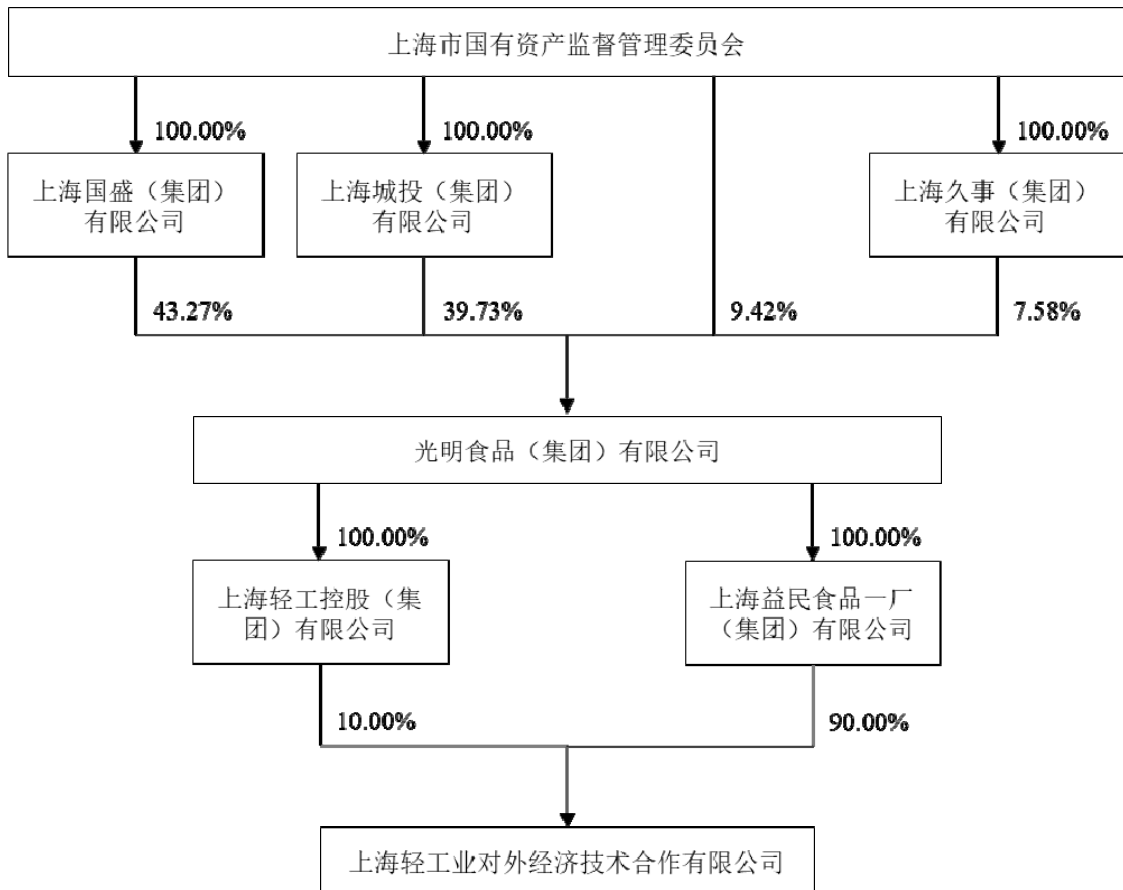 上海市国有资产监督管理委员会
100.00%
100.00%
100.00%
上海国盛（集团）
有限公司
上海城投（集团）
有限公司
上海久事（集团）
有限公司
43.27%
39.73%
9.42%
7.58%
光明食品（集团）有限公司
100.00%
100.00%
上海轻工控股（集
团）有限公司
上海益民食品一厂
（集团）有限公司
10.00%
90.00%
上海轻工业对外经济技术合作有限公司